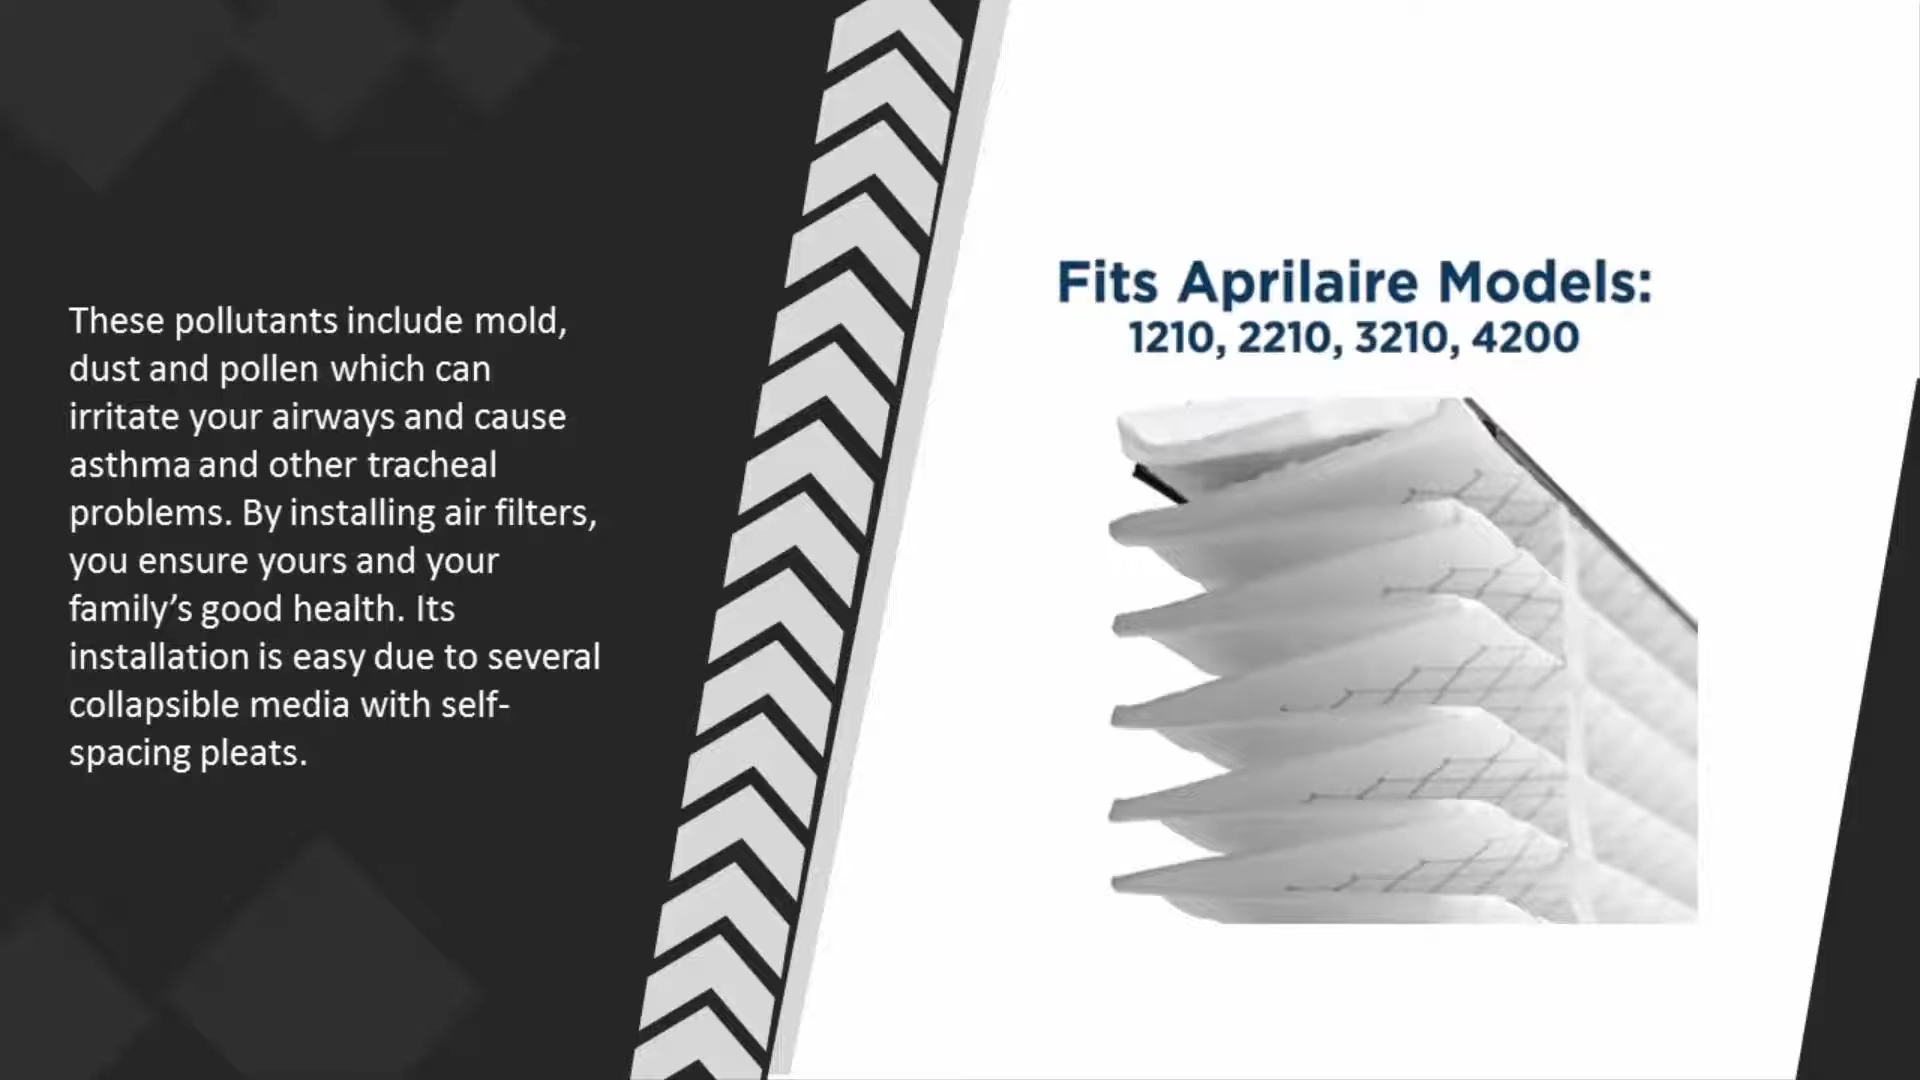 These pollutants include mold,
dust and pollen which can
irritate your airways and cause
asthma and other tracheal
problems. By installing air filters,
you ensure yours and your
family’s good health. Its
installation is easy due to several
collapsible media with self-
spacing pleats.
Fits Aprilaire Models:
1210, 2210, 3210, 4200